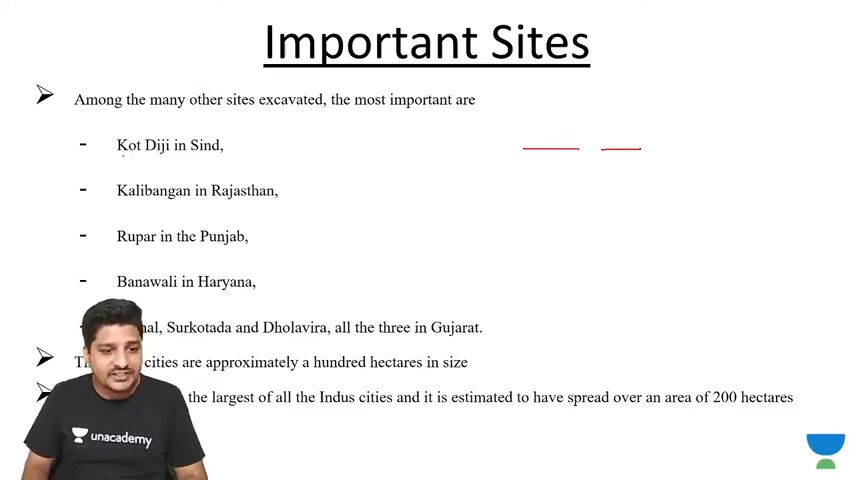 Important Sites
Among the many other sites excavated, the most important are
- Kot Diji in Sind,
- Kalibangan in Rajasthan,
- Rupar in the Punjab,
- Banawali in Haryana,
Surkotada and Dholavira, all the three in Gujarat.
cities are approximately a hundred hectares in size
the largest of all the Indus cities and it is estimated to have spread over an area of 200 hectares
unacademy